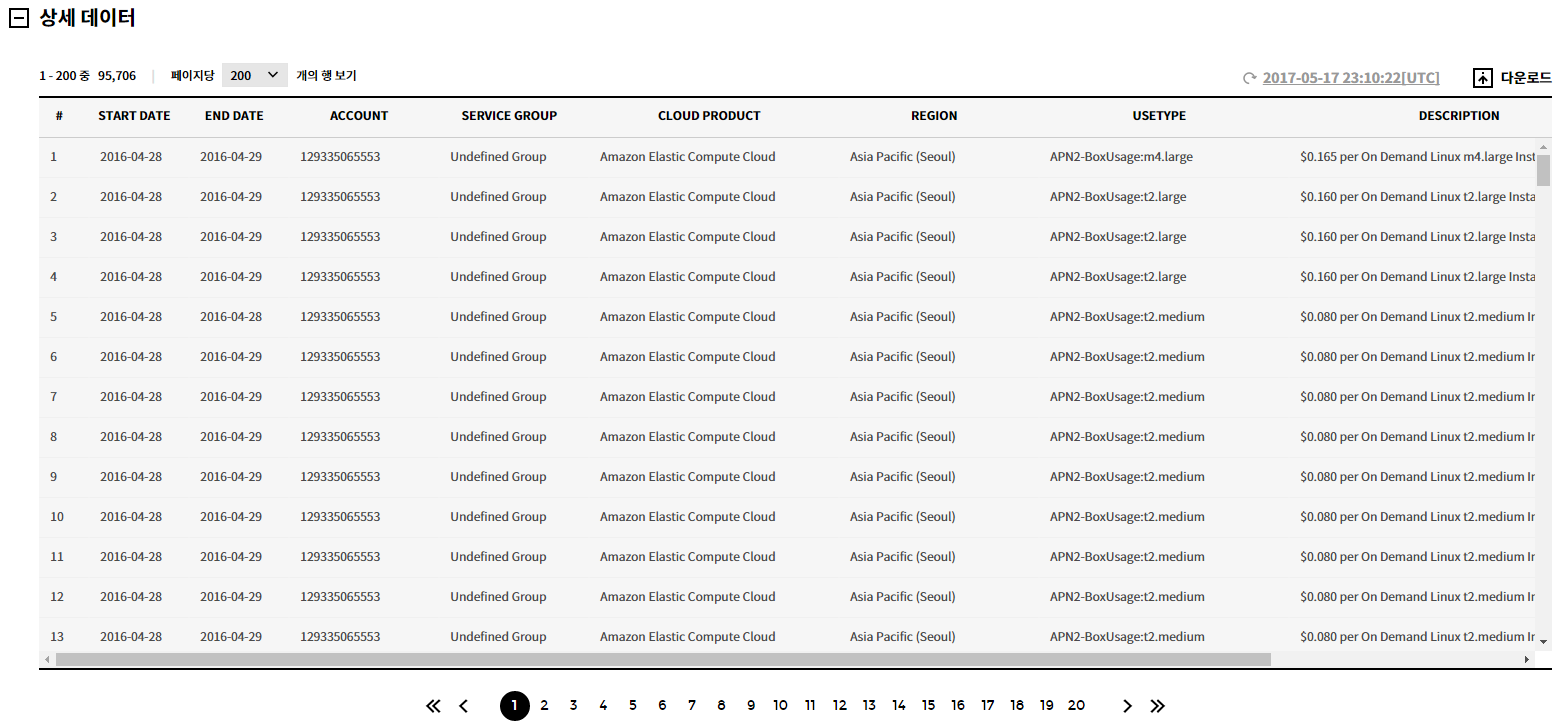 상세 데이터
1 - 200 중 95,706 | 페이지당 200 개의 행 보기 2017-05-17 23:10:22[UTC] 다운로드
# START DATE END DATE ACCOUNT SERVICE GROUP CLOUD PRODUCT REGION USETYPE DESCRIPTION
1 2016-04-28 2016-04-29 129335065553 Undefined Group Amazon Elastic Compute Cloud Asia Pacific (Seoul) APN2-BoxUsage:m4.large $0.165 per On Demand Linux m4.large Inst
2 2016-04-28 2016-04-29 129335065553 Undefined Group Amazon Elastic Compute Cloud Asia Pacific (Seoul) APN2-BoxUsage:t2.large $0.160 per On Demand Linux t2.large Insta
3 2016-04-28 2016-04-29 129335065553 Undefined Group Amazon Elastic Compute Cloud Asia Pacific (Seoul) APN2-BoxUsage:t2.large $0.160 per On Demand Linux t2.large Insta
4 2016-04-28 2016-04-29 129335065553 Undefined Group Amazon Elastic Compute Cloud Asia Pacific (Seoul) APN2-BoxUsage:t2.large $0.160 per On Demand Linux t2.large Insta
5 2016-04-28 2016-04-28 129335065553 Undefined Group Amazon Elastic Compute Cloud Asia Pacific (Seoul) APN2-BoxUsage:t2.medium $0.080 per On Demand Linux t2.medium Ir
6 2016-04-28 2016-04-29 129335065553 Undefined Group Amazon Elastic Compute Cloud Asia Pacific (Seoul) APN2-BoxUsage:t2.medium $0.080 per On Demand Linux t2.medium Ir
7 2016-04-28 2016-04-29 129335065553 Undefined Group Amazon Elastic Compute Cloud Asia Pacific (Seoul) APN2-BoxUsage:t2.medium $0.080 per On Demand Linux t2.medium Ir
8 2016-04-28 2016-04-29 129335065553 Undefined Group Amazon Elastic Compute Cloud Asia Pacific (Seoul) APN2-BoxUsage:t2.medium $0.080 per On Demand Linux t2.medium Ir
9 2016-04-28 2016-04-29 129335065553 Undefined Group Amazon Elastic Compute Cloud Asia Pacific (Seoul) APN2-BoxUsage:t2.medium $0.080 per On Demand Linux t2.medium Ir
10 2016-04-28 2016-04-29 129335065553 Undefined Group Amazon Elastic Compute Cloud Asia Pacific (Seoul) APN2-BoxUsage:t2.medium $0.080 per On Demand Linux t2.medium Ir
11 2016-04-28 2016-04-29 129335065553 Undefined Group Amazon Elastic Compute Cloud Asia Pacific (Seoul) APN2-BoxUsage:t2.medium $0.080 per On Demand Linux t2.medium Ir
12 2016-04-28 2016-04-29 129335065553 Undefined Group Amazon Elastic Compute Cloud Asia Pacific (Seoul) APN2-BoxUsage:t2.medium $0.080 per On Demand Linux t2.medium Ir
13 2016-04-28 2016-04-29 129335065553 Undefined Group Amazon Elastic Compute Cloud Asia Pacific (Seoul) APN2-BoxUsage:t2.medium $0.080 per On Demand Linux t2.medium Ir
1 2 3 4 5 6 7 8 9 10 11 12 13 14 15 16 17 18 19 20